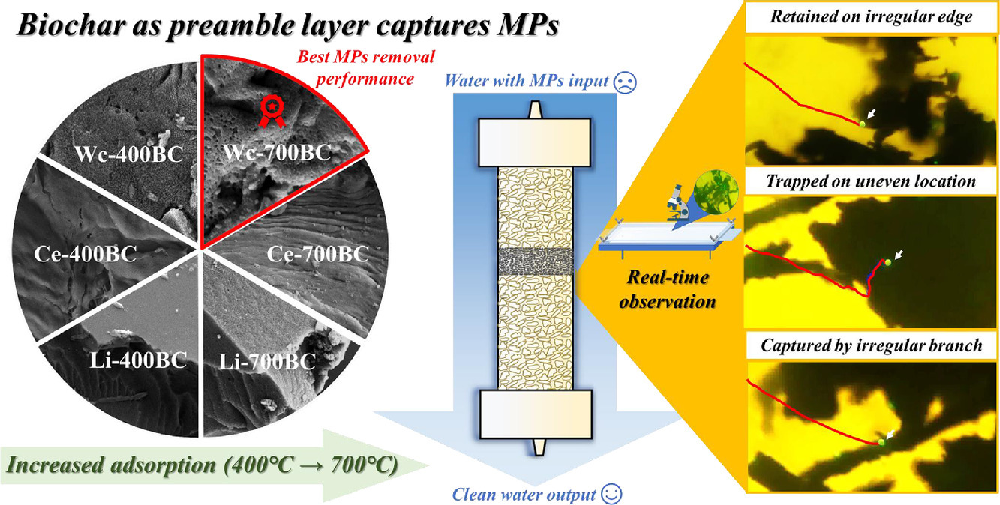 Biochar as preamble layer captures MPs
Best MPs removal
performance
Wc-400BC
Wc-700BC
Ce-400BC
Ce-700BC
Li-400BC
Li-700BC
Increased adsorption (400°C → 700°C)
Water with MPs input
Clean water output
Real-time
observation
Retained on irregular edge
Trapped on uneven location
Captured by irregular branch